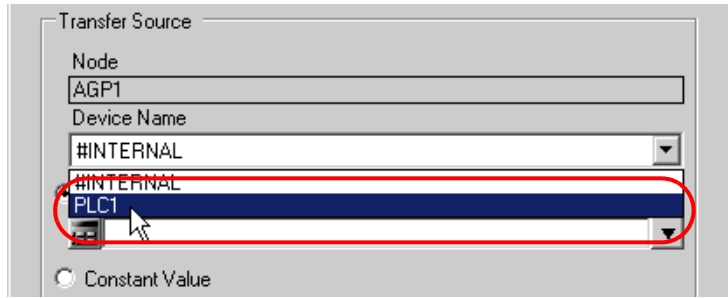 Transfer Source
Node
AGP1
Device Name
#INTERNAL
#INTERNAL
PLC1
Constant Value